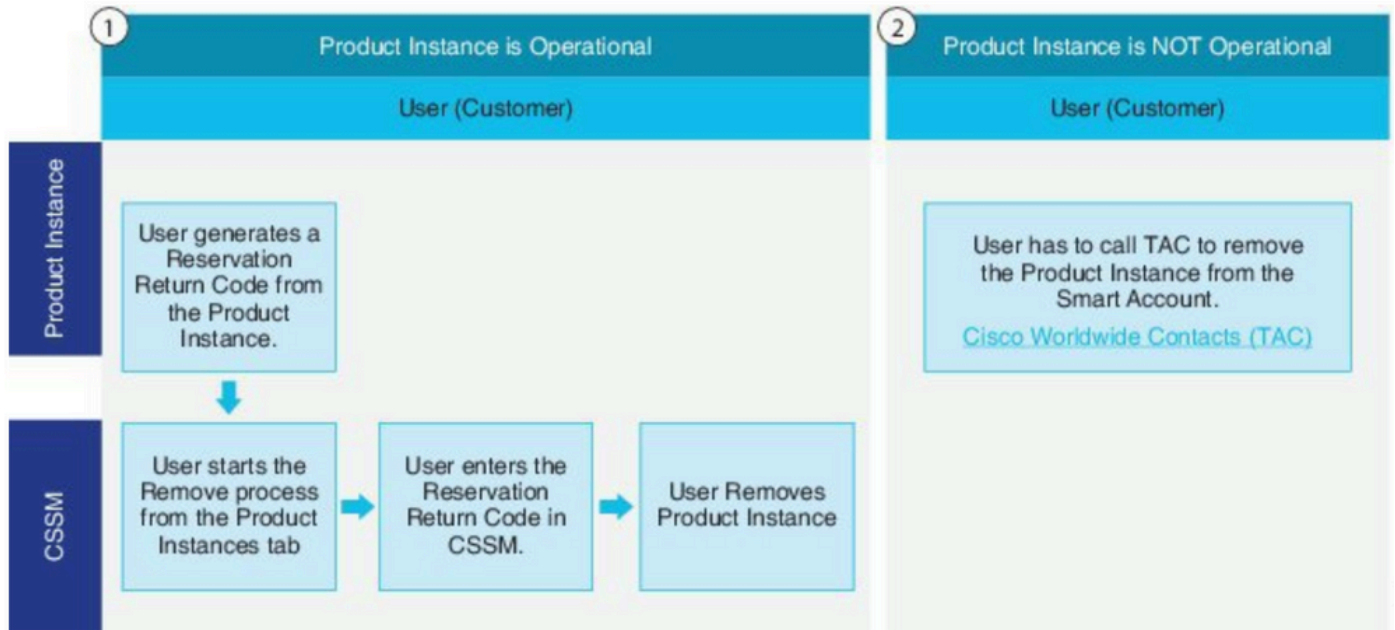 1
Product Instance is Operational
User (Customer)
2
Product Instance is NOT Operational
User (Customer)
Product Instance
User generates a
Reservation
Return Code from
the Product
Instance.
User has to call TAC to remove
the Product Instance from the
Smart Account.
Cisco Worldwide Contacts (TAC)
CSSM
User starts the
Remove process
from the Product
Instances tab
User enters the
Reservation
Return Code in
CSSM.
User Removes
Product Instance